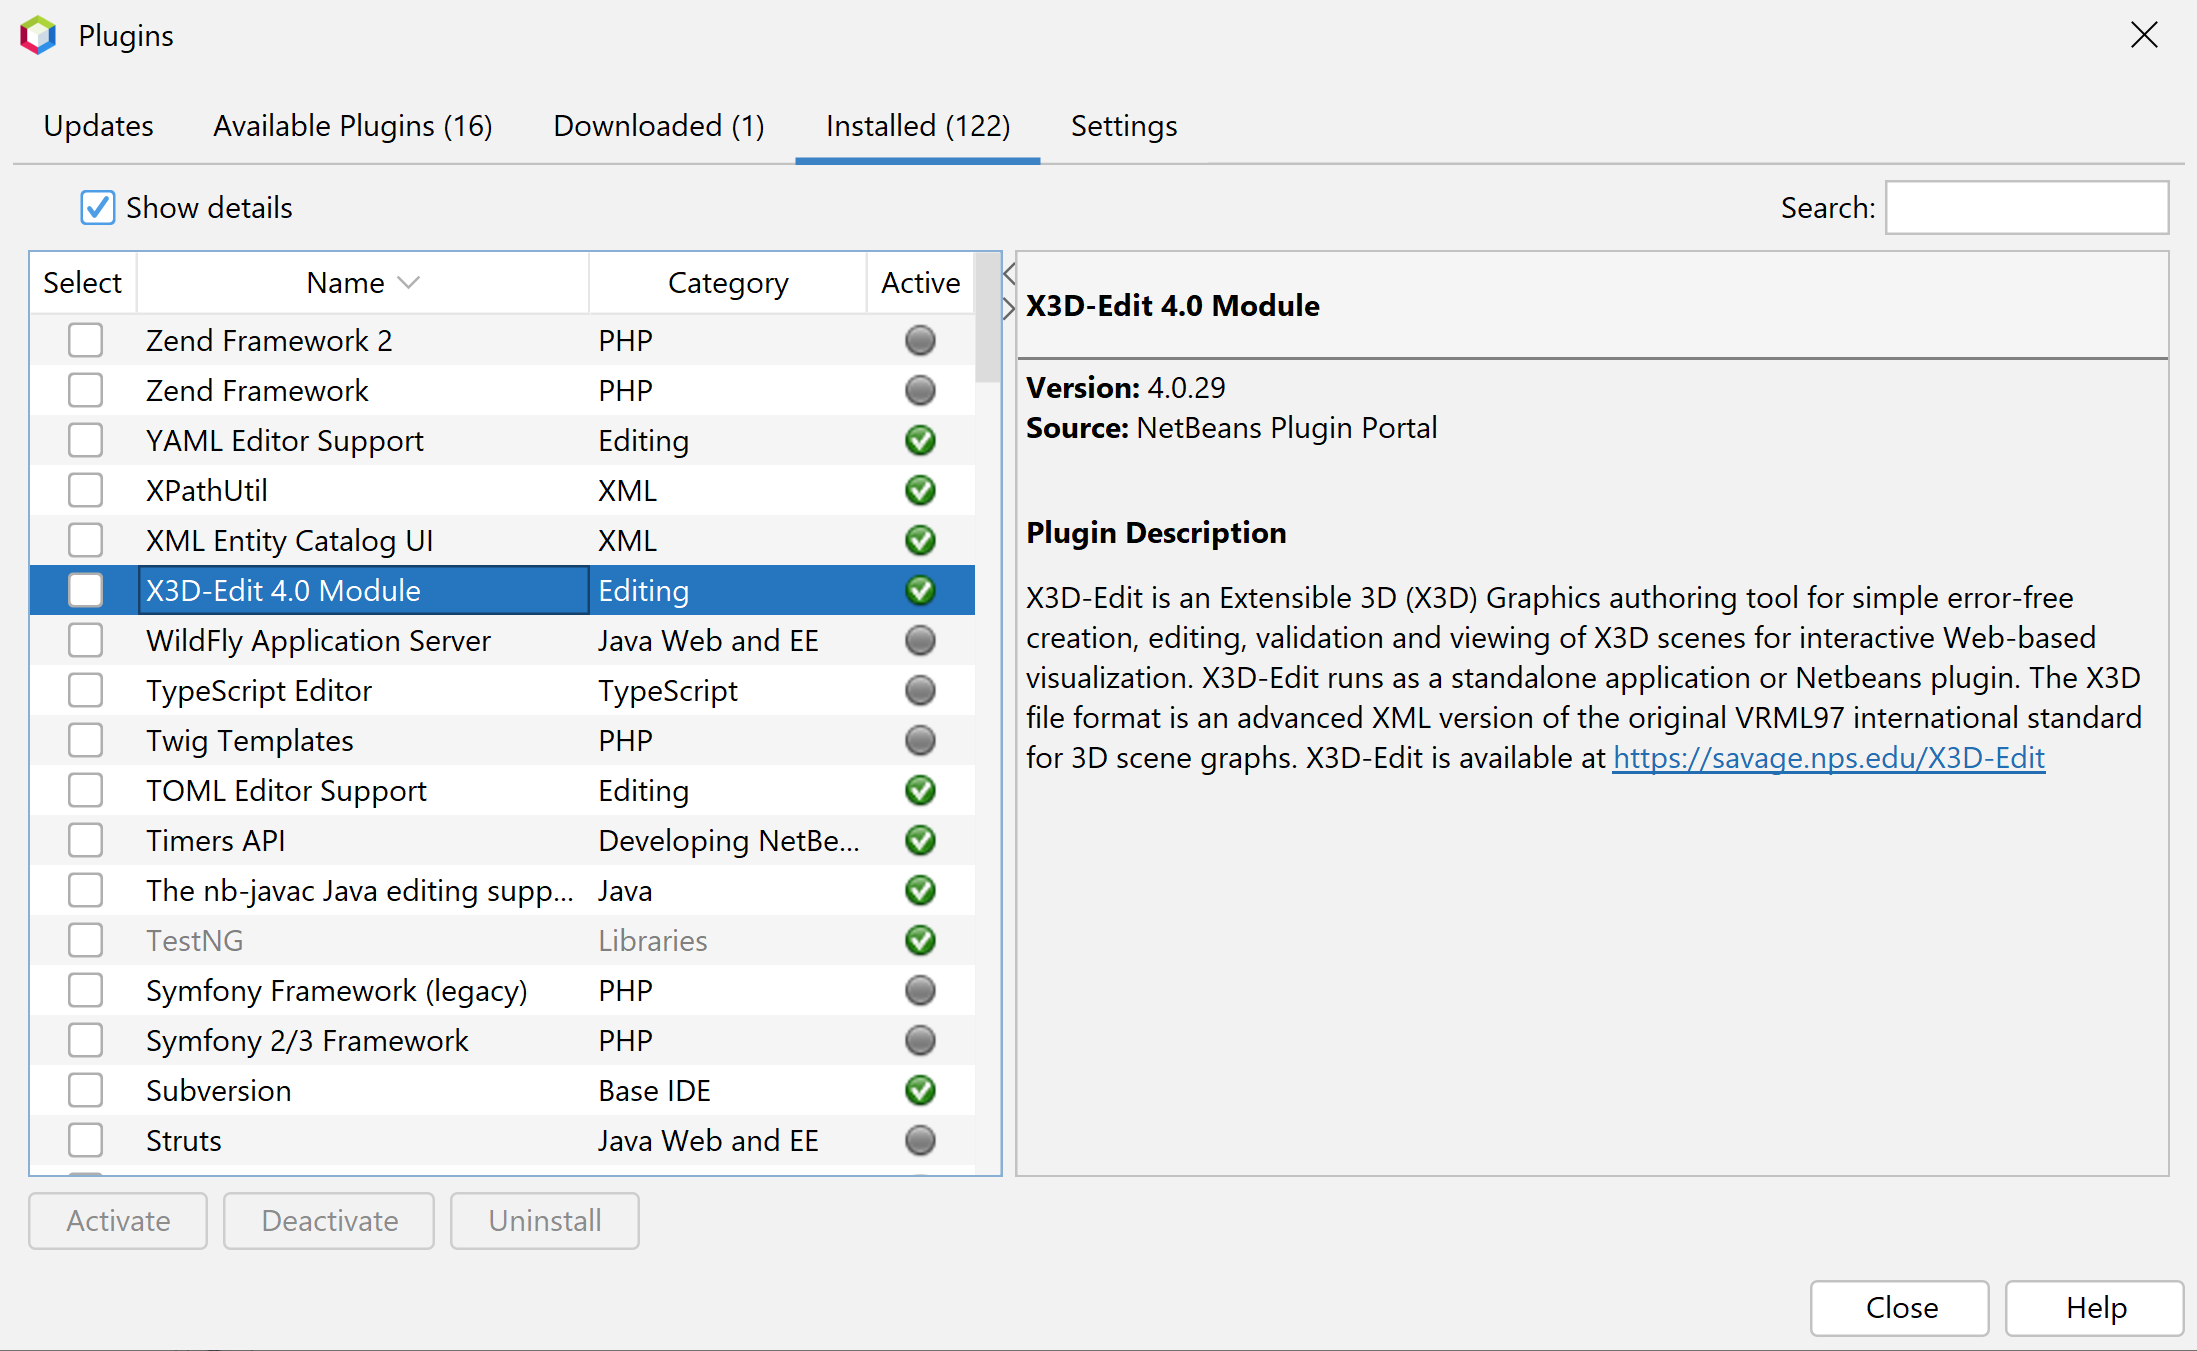 Plugins
Updates Available Plugins (16) Downloaded (1) Installed (122) Settings
Show details Search:
Select Name Category Active
Zend Framework 2 PHP
Zend Framework PHP
YAML Editor Support Editing
XPathUtil XML
XML Entity Catalog UI XML
X3D-Edit 4.0 Module Editing
WildFly Application Server Java Web and EE
TypeScript Editor TypeScript
Twig Templates PHP
TOML Editor Support Editing
Timers API Developing NetBe...
The nb-javac Java editing supp... Java
TestNG Libraries
Symfony Framework (legacy) PHP
Symfony 2/3 Framework PHP
Subversion Base IDE
Struts Java Web and EE
X3D-Edit 4.0 Module
Version: 4.0.29
Source: NetBeans Plugin Portal
Plugin Description
X3D-Edit is an Extensible 3D (X3D) Graphics authoring tool for simple error-free
creation, editing, validation and viewing of X3D scenes for interactive Web-based
visualization. X3D-Edit runs as a standalone application or Netbeans plugin. The X3D
file format is an advanced XML version of the original VRML97 international standard
for 3D scene graphs. X3D-Edit is available at https://savage.nps.edu/X3D-Edit
Activate Deactivate Uninstall
Close Help